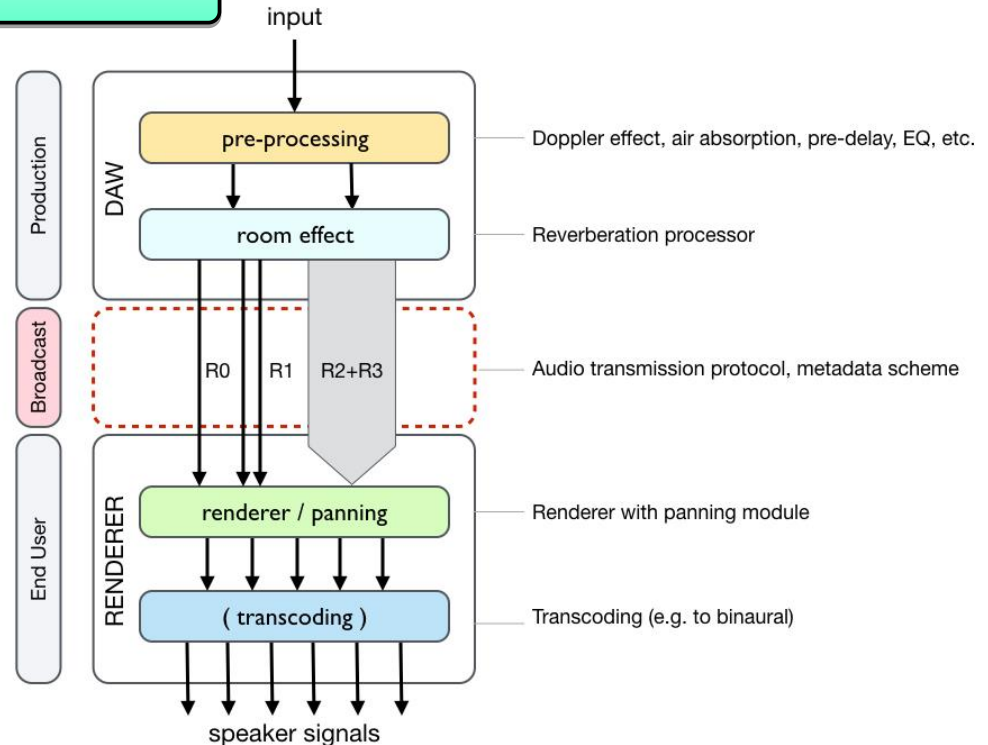 input
Production
DAW
pre-processing
Doppler effect, air absorption, pre-delay, EQ, etc.
room effect
Reverberation processor
Broadcast
R0
R1
R2+R3
Audio transmission protocol, metadata scheme
End User
RENDERER
renderer / panning
Renderer with panning module
( transcoding )
Transcoding (e.g. to binaural)
speaker signals